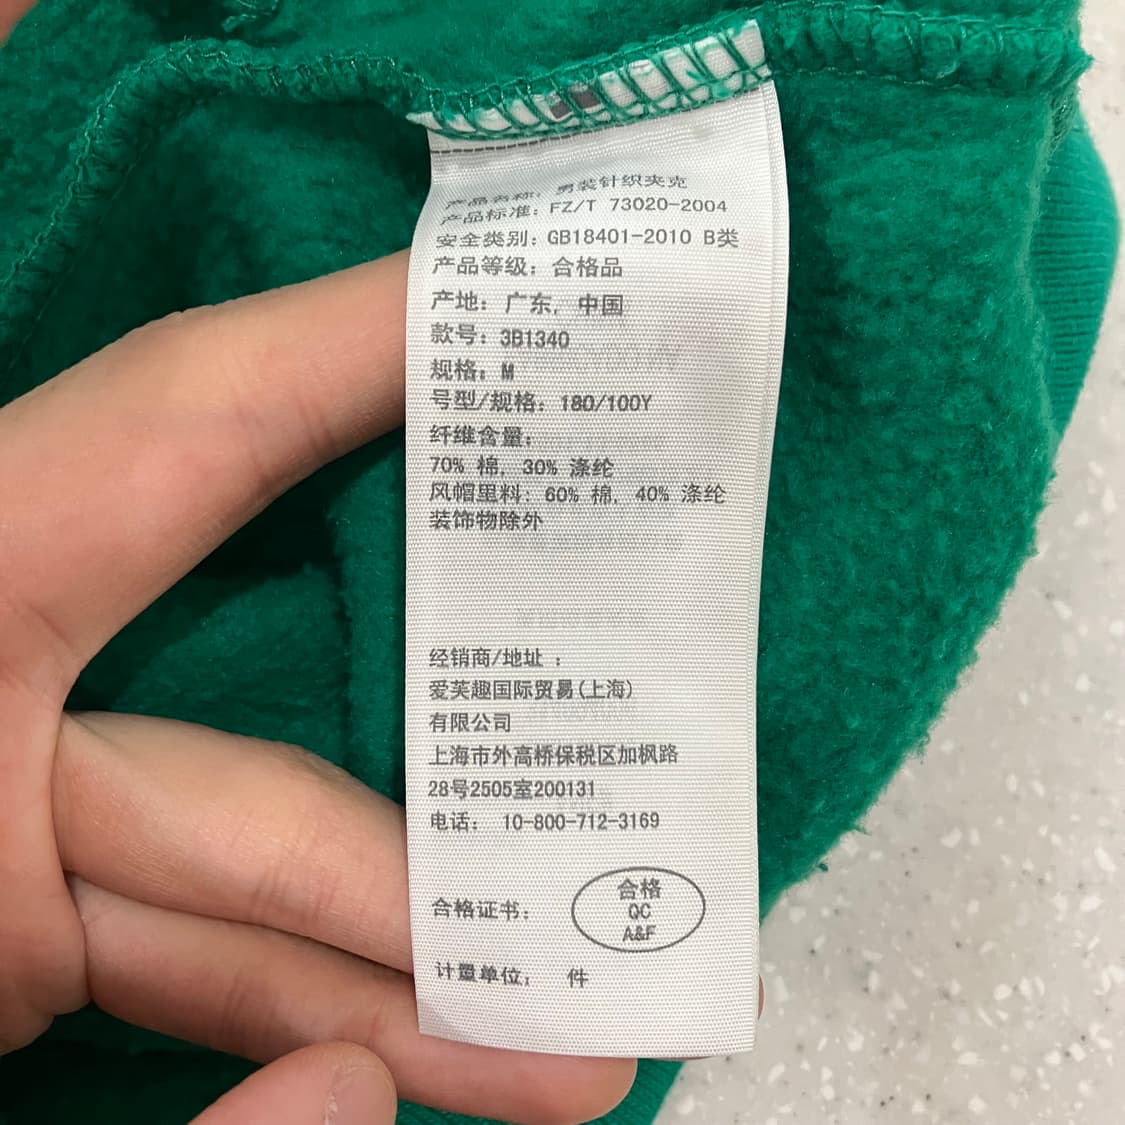 产品名称：男装针织夹克
产品标准：FZ/T 73020-2004
安全类别：GB18401-2010 B类
产品等级：合格品
产地：广东，中国
款号：3B1340
规格：M
号型/规格：180/100Y
纤维含量：
70% 棉，30% 涤纶
风帽里料：60% 棉，40% 涤纶
装饰物除外
经销商/地址：
爱芙趣国际贸易(上海)
有限公司
上海市外高桥保税区加枫路
28号2505室200131
电话： 10-800-712-3169
合格
QC
A&F
合格证书：
计量单位： 件